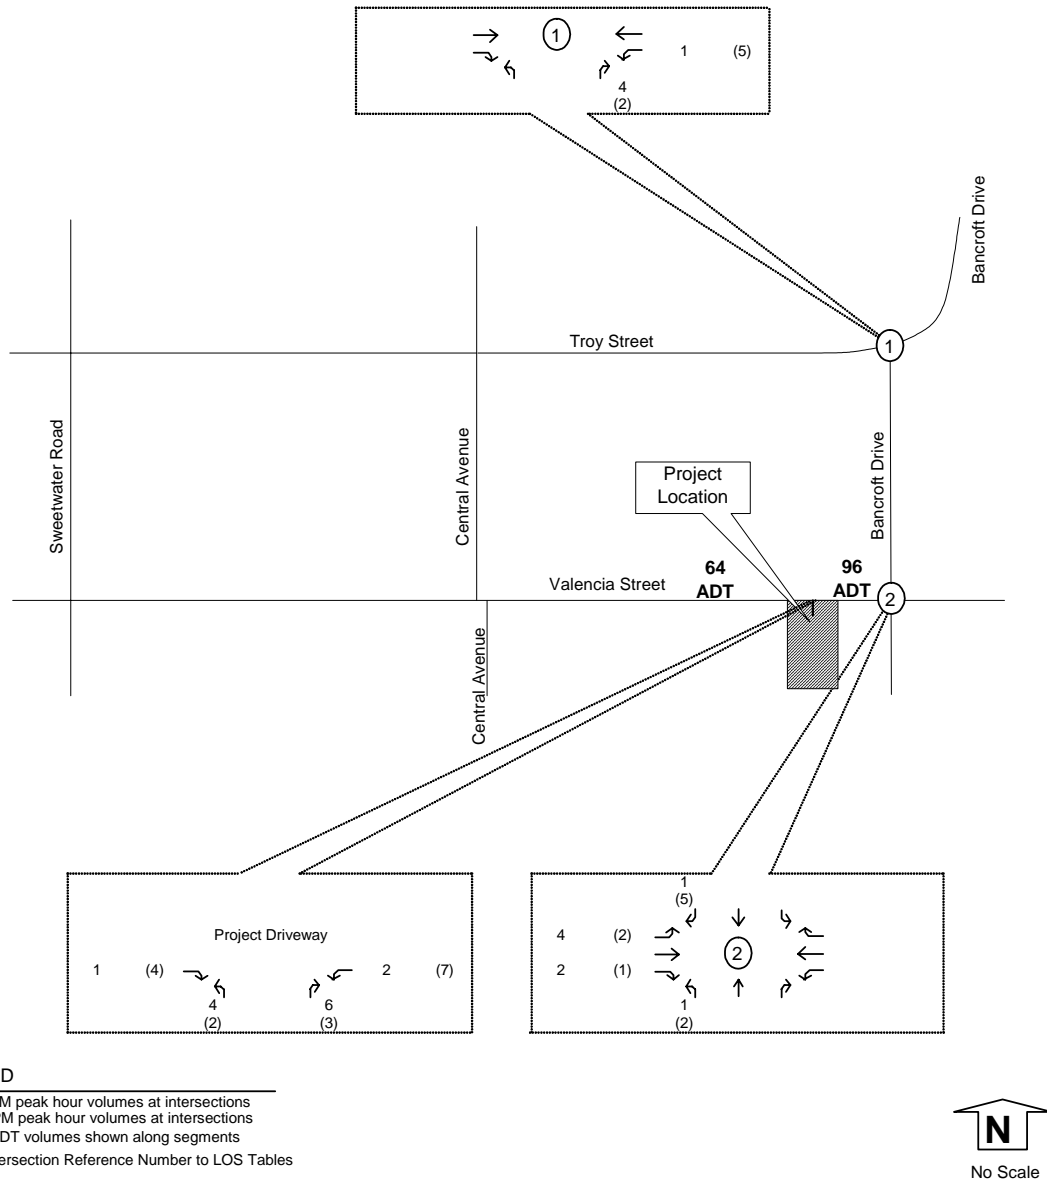 1
1 (5)
4
(2)
Bancroft Drive
Troy Street
1
Sweetwater Road
Central Avenue
Bancroft Drive
Project
Location
64
ADT
96
ADT
Valencia Street
2
Central Avenue
Project Driveway
1 (4)
2 (7)
4
(2)
6
(3)
1
(5)
4 (2)
2
2 (1)
1
(2)
D
M peak hour volumes at intersections
PM peak hour volumes at intersections
DT volumes shown along segments
ersection Reference Number to LOS Tables
N
No Scale